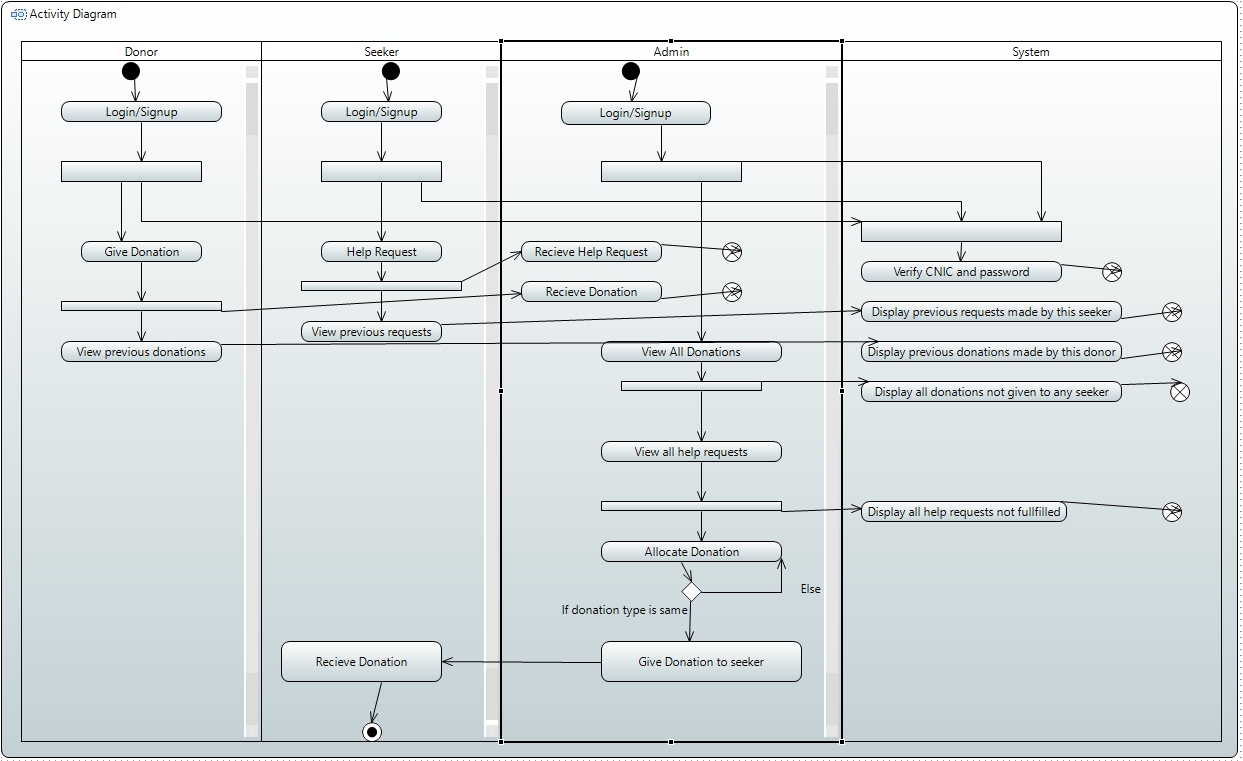 Activity Diagram
Donor
Seeker
Admin
System
Login/Signup
Login/Signup
Login/Signup
Give Donation
Help Request
Recieve Help Request
Verify CNIC and password
Recieve Donation
View previous requests
Display previous requests made by this seeker
View previous donations
View All Donations
Display previous donations made by this donor
Display all donations not given to any seeker
View all help requests
Display all help requests not fullfilled
Allocate Donation
Else
If donation type is same
Recieve Donation
Give Donation to seeker